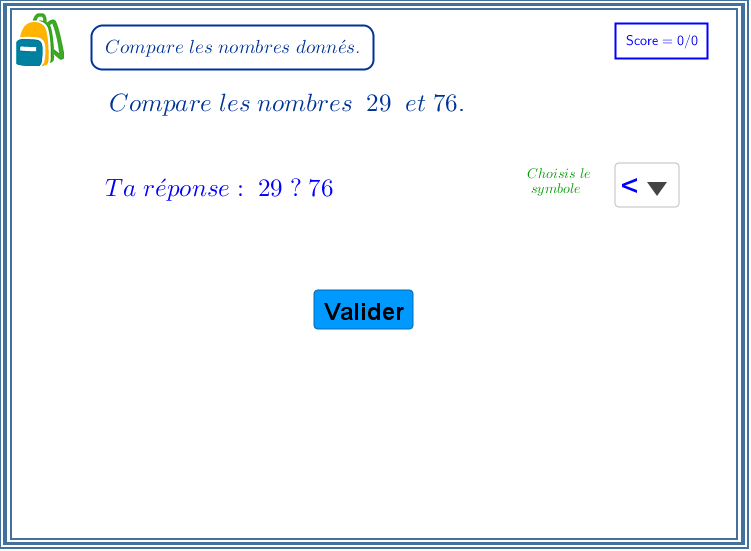 Compare les nombres donnés.
Score = 0/0
Compare les nombres 29 et 76.
Ta réponse : 29 ? 76
Choisis le
symbole
<
Valider